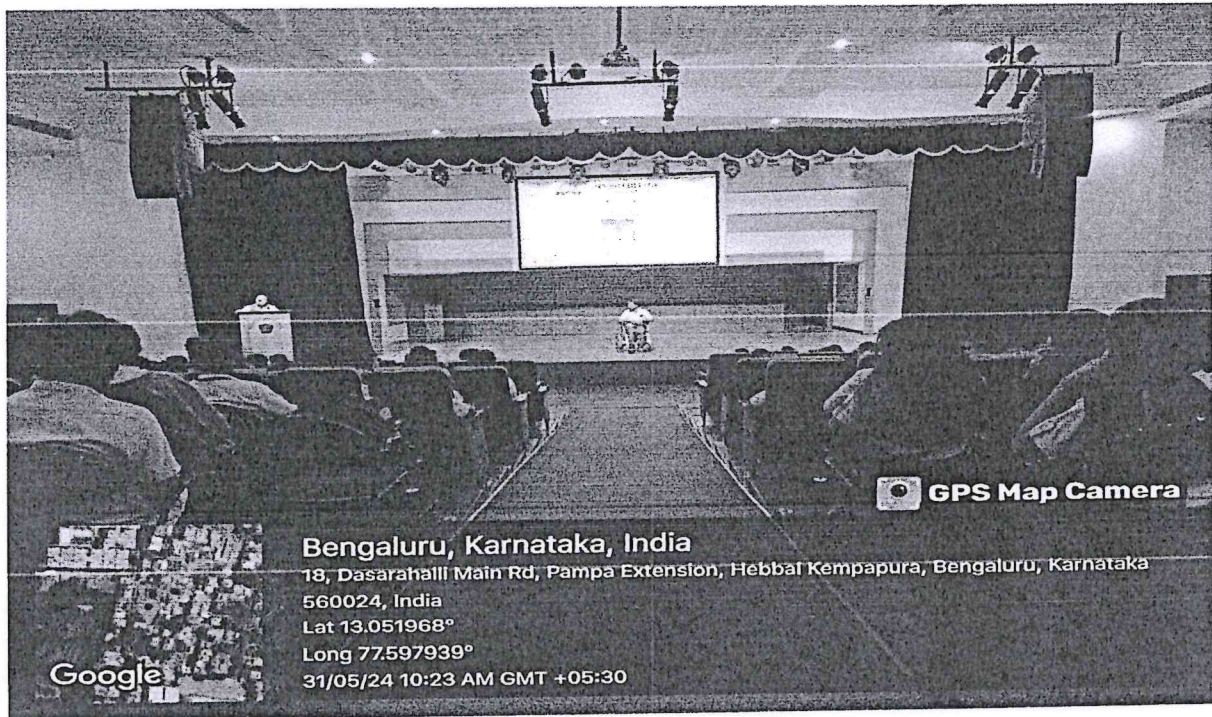 GPS Map Camera
Bengaluru, Karnataka, India
18, Dasarahalli Main Rd, Pampa Extension, Hebbal Kempapura, Bengaluru, Karnataka
560024, India
Lat 13.051968°
Long 77.597939°
31/05/24 10:23 AM GMT +05:30
Google